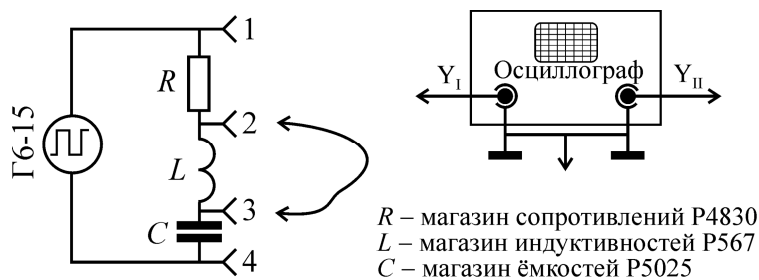 Г6-15
R
L
C
1
2
3
4
Осциллограф
Y_I
Y_II
R – магазин сопротивлений Р4830
L – магазин индуктивностей Р567
C – магазин ёмкостей Р5025